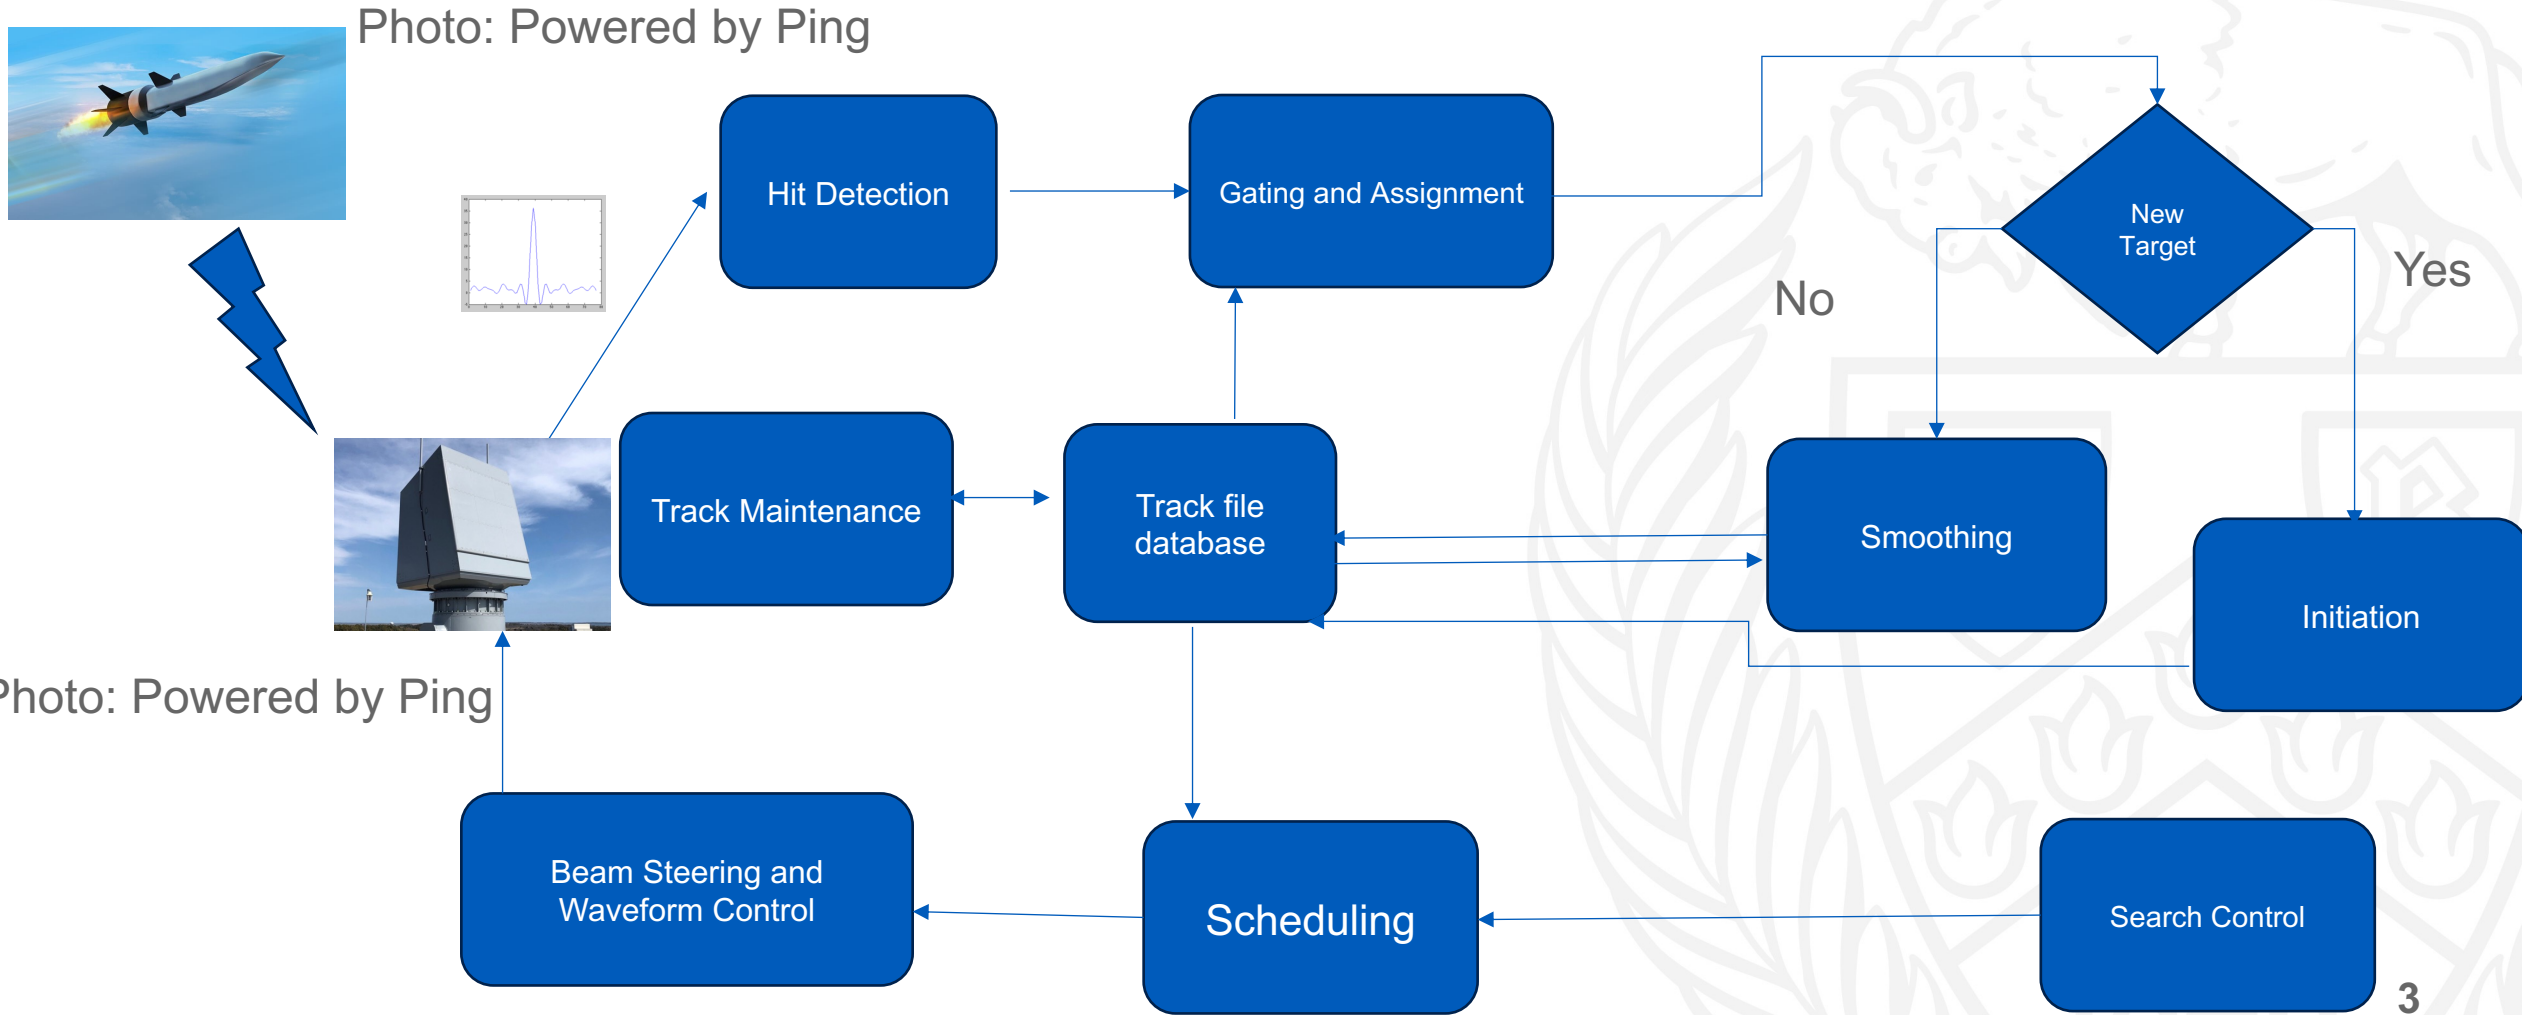 Photo: Powered by Ping
Hit Detection
Gating and Assignment
New
Target
No
Yes
Track Maintenance
Track file
database
Smoothing
Initiation
Photo: Powered by Ping
Beam Steering and
Waveform Control
Scheduling
Search Control
3